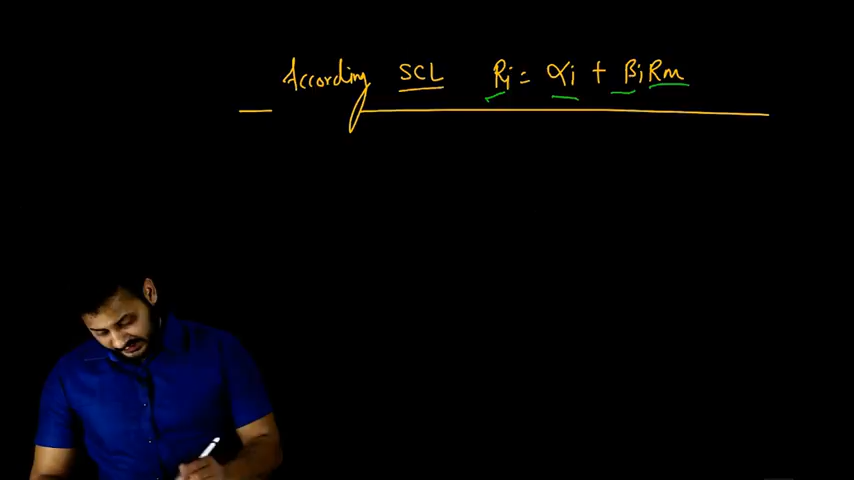 According SCL Ri = αi + βiRm